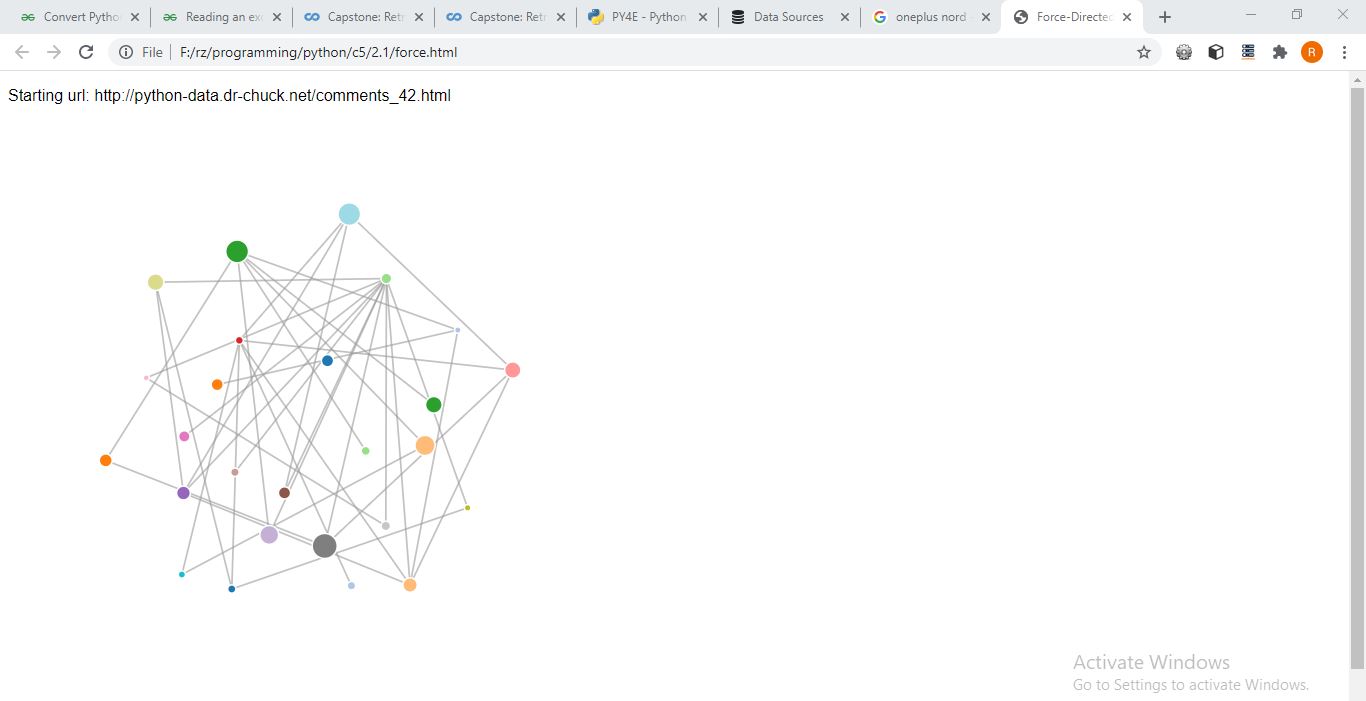 Convert Pytho
Reading an exc
Capstone: Retr
Capstone: Retr
PY4E - Python
Data Sources
oneplus nord -
Force-Directed
File
F:/rz/programming/python/c5/2.1/force.html
R
Starting url: http://python-data.dr-chuck.net/comments_42.html
Activate Windows
Go to Settings to activate Windows.